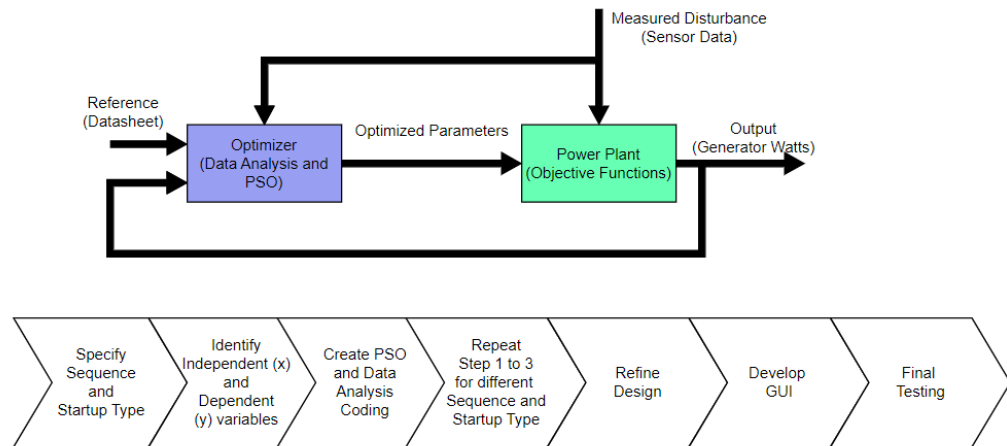 Measured Disturbance
(Sensor Data)
Reference
(Datasheet)
Optimizer
(Data Analysis and
PSO)
Optimized Parameters
Power Plant
(Objective Functions)
Output
(Generator Watts)
Specify
Sequence
and
Startup Type
Identify
Independent (x)
and
Dependent
(y) variables
Create PSO
and Data
Analysis
Coding
Repeat
Step 1 to 3
for different
Sequence and
Startup Type
Refine
Design
Develop
GUI
Final
Testing